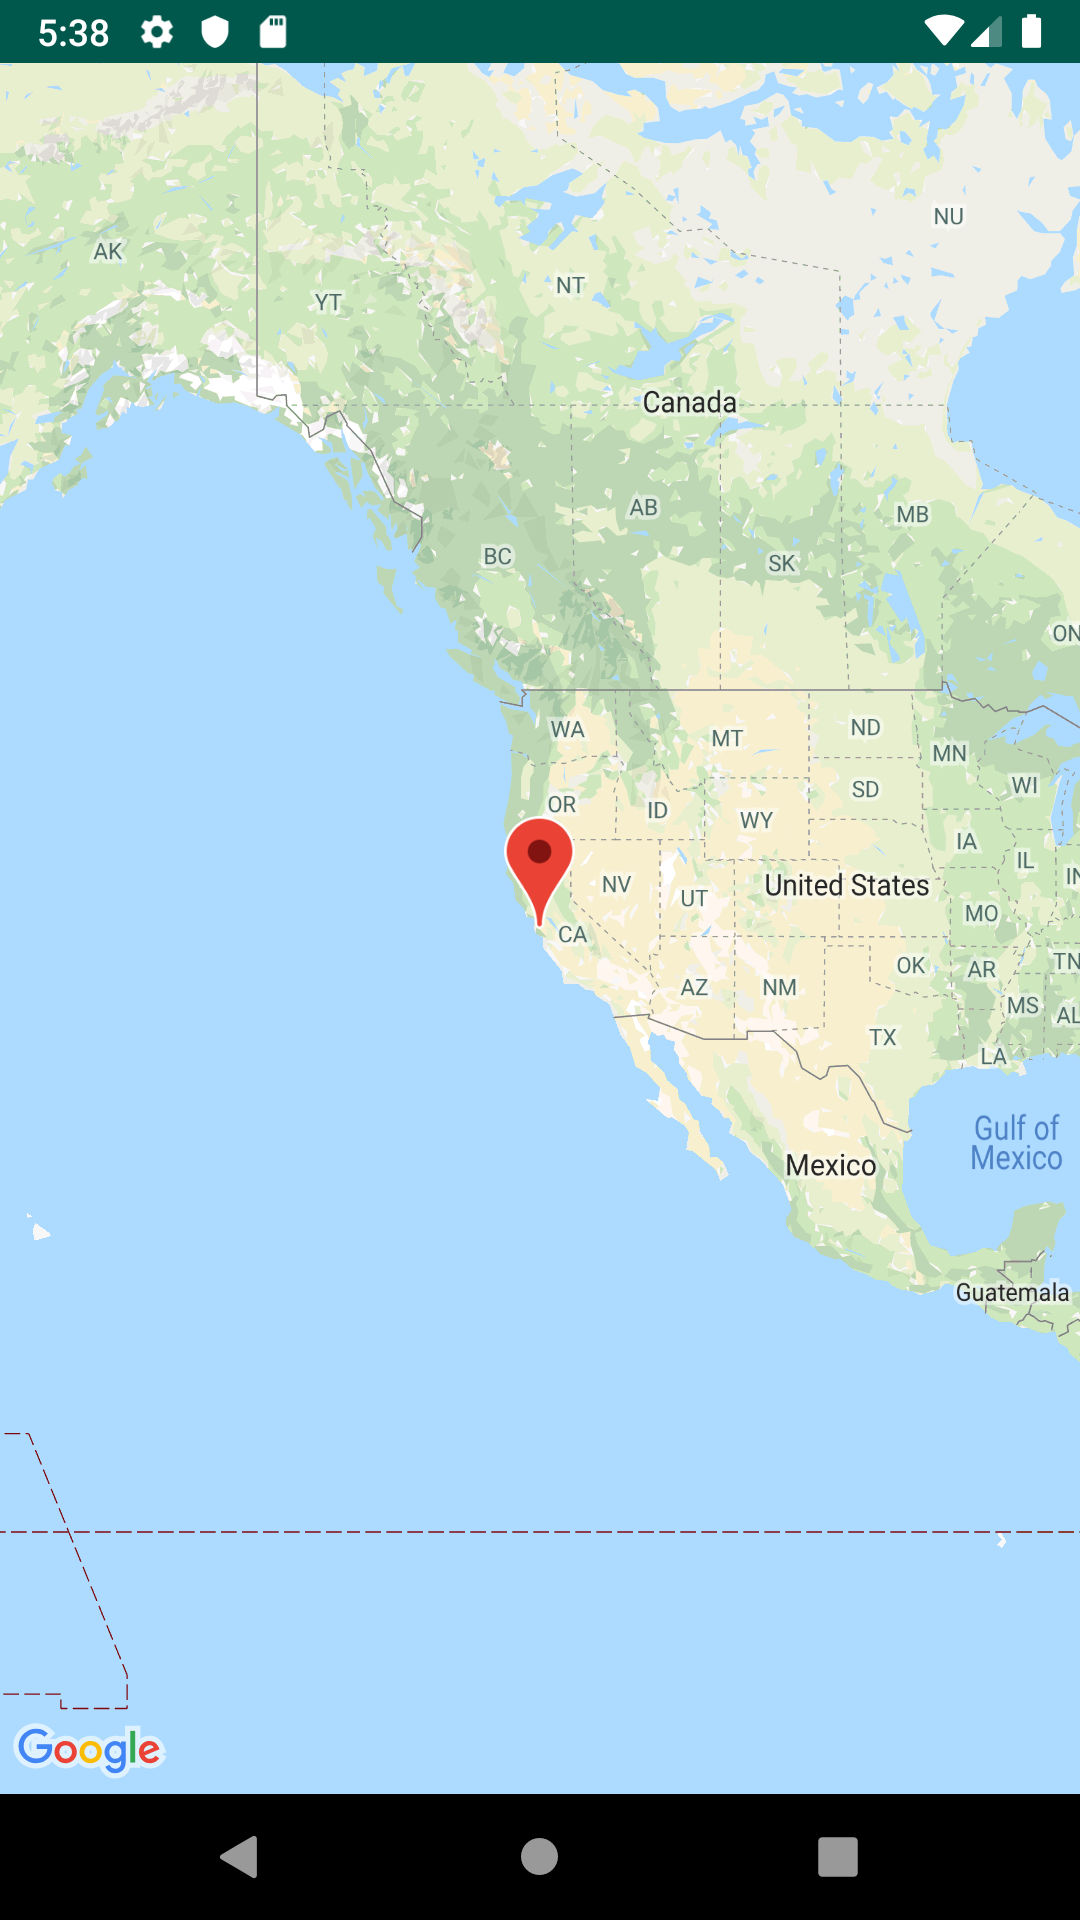 5:38
NU
AK
NT
YT
Canada
AB
MB
BC
SK
ON
WA
ND
MT
MN
WI
SD
OR
ID
WY
IA
IL
IN
NV
United States
UT
MO
CA
TN
OK
AR
AZ
NM
MS
AL
TX
LA
Gulf of
Mexico
Mexico
Guatemala
Google